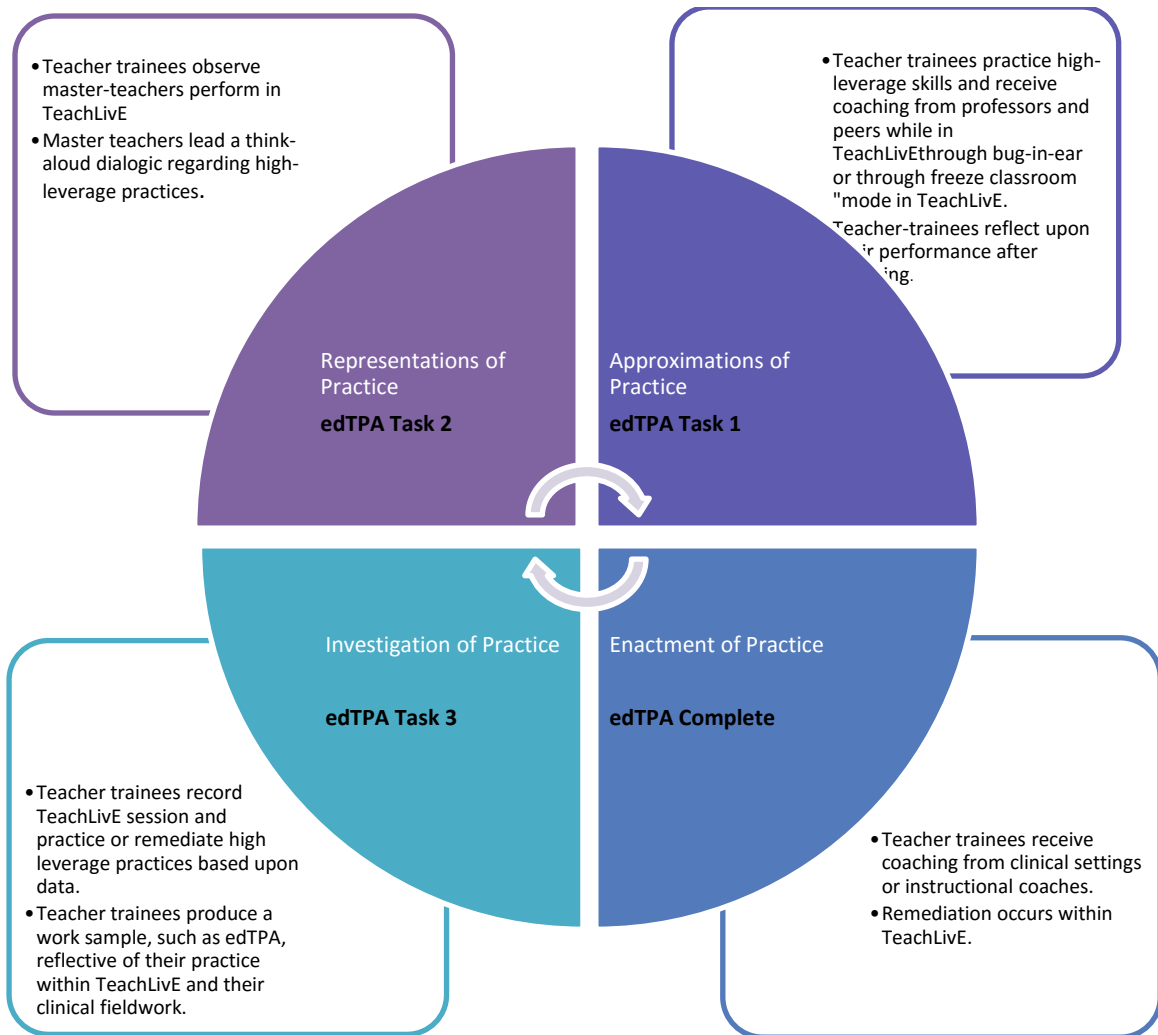 •Teacher trainees observe
master-teachers perform in
TeachLivE
•Master teachers lead a think-
aloud dialogic regarding high-
leverage practices.
•Teacher trainees practice high-
leverage skills and receive
coaching from professors and
peers while in
TeachLivEthrough bug-in-ear
or through freeze classroom
"mode in TeachLivE.
Teacher-trainees reflect upon
performance after
Representations of
Practice
edTPA Task 2
Approximations of
Practice
edTPA Task 1
Investigation of Practice
edTPA Task 3
Enactment of Practice
edTPA Complete
•Teacher trainees record
TeachLivE session and
practice or remediate high
leverage practices based upon
data.
•Teacher trainees produce a
work sample, such as edTPA,
reflective of their practice
within TeachLivE and their
clinical fieldwork.
•Teacher trainees receive
coaching from clinical settings
or instructional coaches.
•Remediation occurs within
TeachLivE.